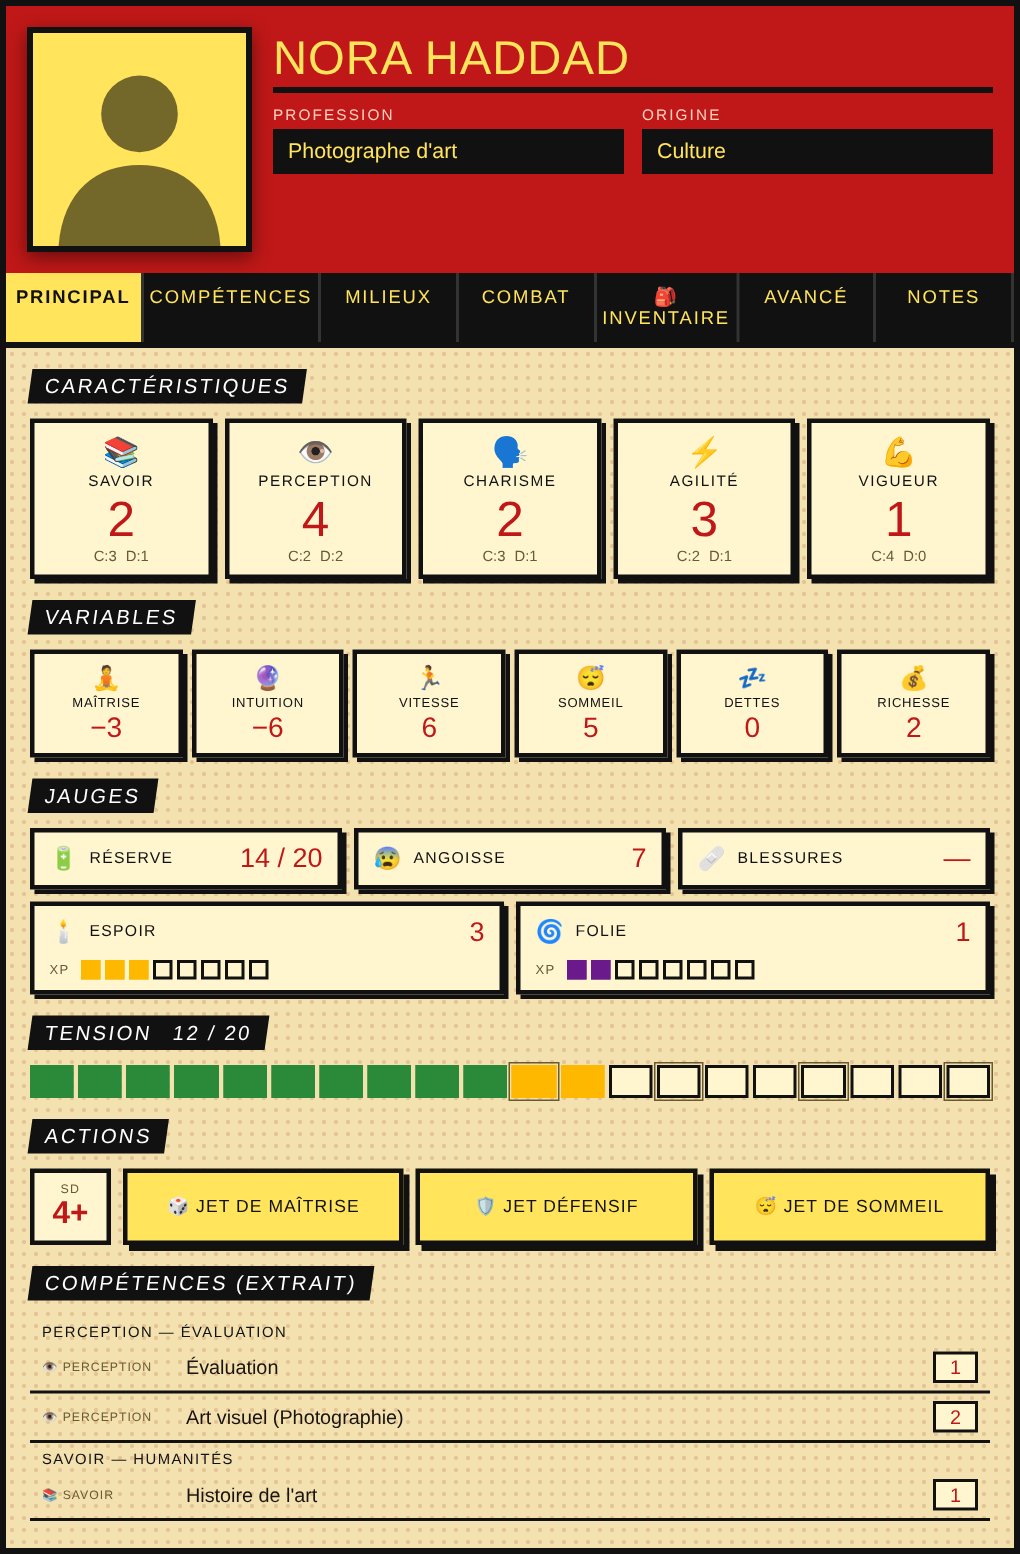 NORA HADDAD
PROFESSION ORIGINE
Photographe d'art Culture
PRINCIPAL COMPÉTENCES MILIEUX COMBAT 🎒 INVENTAIRE AVANCÉ NOTES
CARACTÉRISTIQUES
SAVOIR PERCEPTION CHARISME AGILITÉ VIGUEUR
2 4 2 3 1
C:3 D:1 C:2 D:2 C:3 D:1 C:2 D:1 C:4 D:0
VARIABLES
MAÎTRISE INTUITION VITESSE SOMMEIL DETTES RICHESSE
−3 −6 6 5 0 2
JAUGES
RÉSERVE 14 / 20 ANGOISSE 7 BLESSURES —
ESPOIR 3 FOLIE 1
XP XP
TENSION 12 / 20
ACTIONS
SD
4+ JET DE MAÎTRISE JET DÉFENSIF JET DE SOMMEIL
COMPÉTENCES (EXTRAIT)
PERCEPTION — ÉVALUATION
PERCEPTION Évaluation 1
PERCEPTION Art visuel (Photographie) 2
SAVOIR — HUMANITÉS
SAVOIR Histoire de l'art 1